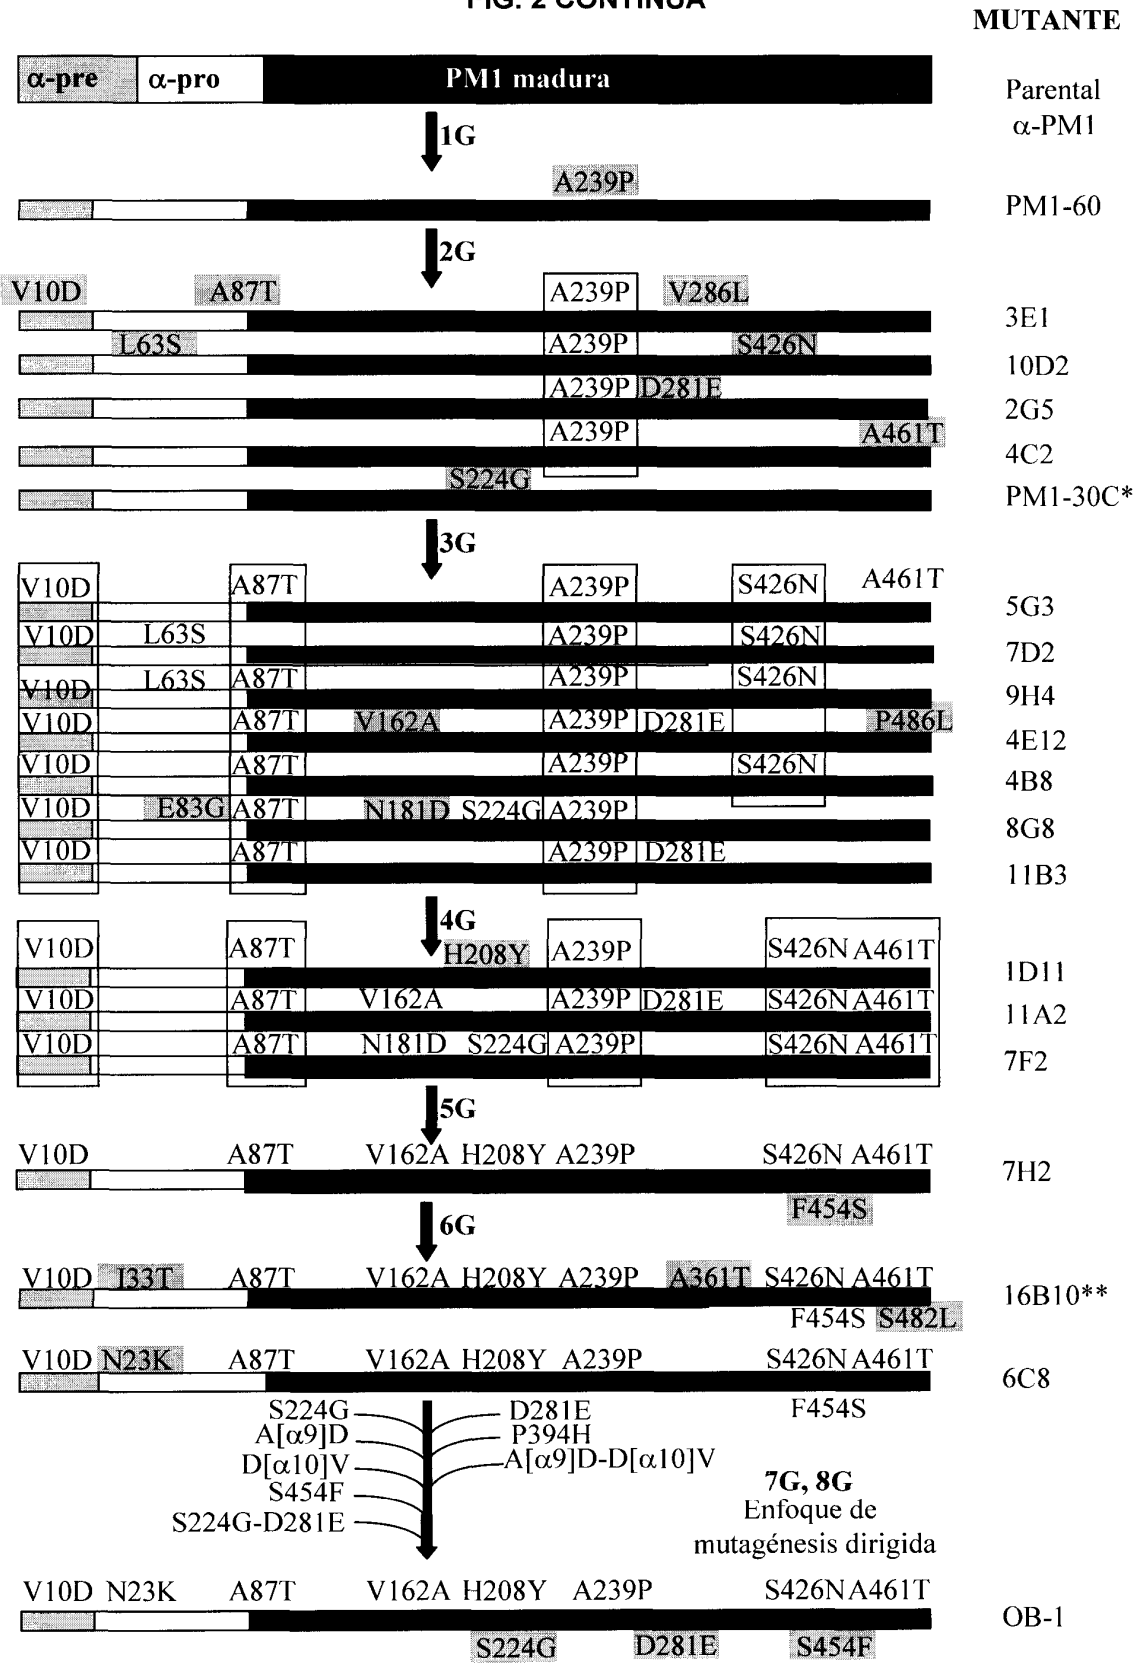 FIG. 2 CONTINUA
MUTANTE
α-pre α-pro PM1 madura
Parental
α-PM1
1G
A239P
PM1-60
2G
V10D A87T A239P V286L
3E1
L63S A239P S426N
10D2
A239P D281E
2G5
A239P A461T
4C2
S224G
PM1-30C*
3G
V10D A87T A239P S426N A461T
5G3
V10D L63S A239P S426N
7D2
V10D L63S A87T A239P S426N
9H4
V10D A87T V162A A239P D281E P486L
4E12
V10D A87T A239P S426N
4B8
V10D E83G A87T N181D S224G A239P
8G8
V10D A87T A239P D281E
11B3
4G
V10D A87T H208Y A239P S426N A461T
1D11
V10D A87T V162A A239P D281E S426N A461T
11A2
V10D A87T N181D S224G A239P S426N A461T
7F2
5G
V10D A87T V162A H208Y A239P S426N A461T
7H2
F454S
6G
V10D I33T A87T V162A H208Y A239P A361T S426N A461T
16B10**
F454S S482L
V10D N23K A87T V162A H208Y A239P S426N A461T
6C8
F454S
S224G D281E
A[α9]D P394H
D[α10]V A[α9]D-D[α10]V
S454F
S224G-D281E
7G, 8G
Enfoque de
mutagénesis dirigida
V10D N23K A87T V162A H208Y A239P S426N A461T
OB-1
S224G D281E S454F